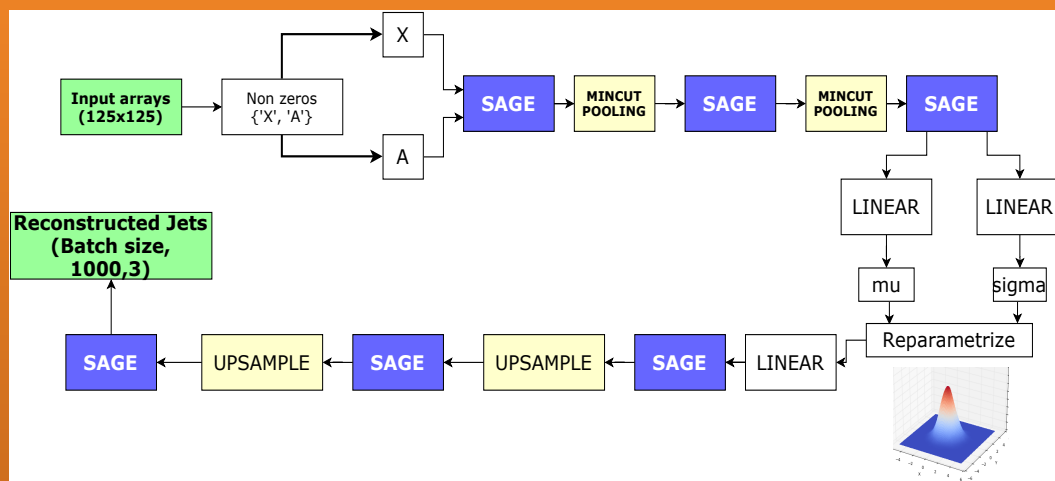 Input arrays
(125x125)
Non zeros
{'X', 'A'}
X
A
SAGE
MINCUT
POOLING
SAGE
MINCUT
POOLING
SAGE
LINEAR
LINEAR
mu
sigma
Reparametrize
LINEAR
SAGE
UPSAMPLE
SAGE
UPSAMPLE
SAGE
Reconstructed Jets
(Batch size,
1000,3)